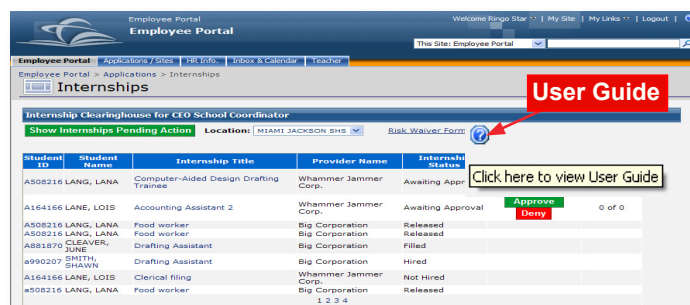 Employee Portal
Employee Portal
Welcome Ringo Star | My Site | My Links | Logout |
This Site: Employee Portal
Employee Portal Applications / Sites HR Info. Inbox & Calendar Teacher
Employee Portal > Applications > Internships
Internships
User Guide
Internship Clearinghouse for CEO School Coordinator
Show Internships Pending Action Location: MIAMI JACKSON SHS Risk Waiver Form ?
Student ID Student Name Internship Title Provider Name Internshi Status
Click here to view User Guide
A508216 LANG, LANA Computer-Aided Design Drafting Trainee Whammer Jammer Corp. Awaiting Appr
A164166 LANE, LOIS Accounting Assistant 2 Whammer Jammer Corp. Awaiting Approval Approve Deny 0 of 0
A508216 LANG, LANA Food worker Big Corporation Released
A508216 LANG, LANA Food worker Big Corporation Released
A881870 CLEAVER, JUNE Drafting Assistant Big Corporation Filled
a990207 SMITH, SHAWN Drafting Assistant Big Corporation Hired
A164166 LANE, LOIS Clerical filing Whammer Jammer Corp. Not Hired
a508216 LANG, LANA Food worker Big Corporation Released
1 2 3 4